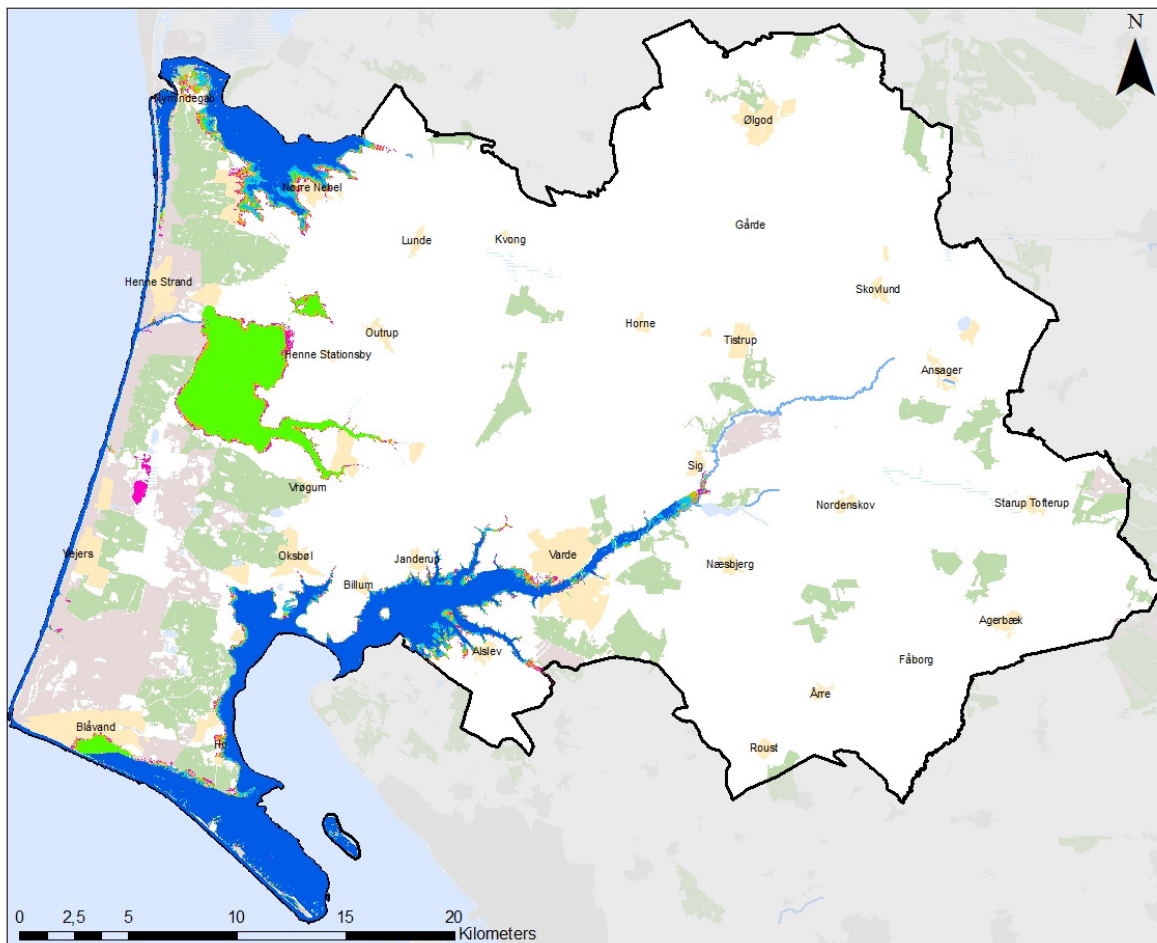 N
Ølgod
Nymindegab
Nørre Nebel
Gårde
Lunde
Kvong
Henne Strand
Skovlund
Horne
Outrup
Tistrup
Henne Stationsby
Ansager
Sig
Vrøgum
Nordenskov
Starup Tofterup
Vejers
Oksbøl
Janderup
Varde
Billum
Næsbjerg
Agerbæk
Alslev
Fåborg
Årre
Blåvand
Ho
Roust
0 2,5 5 10 15 20
Kilometers